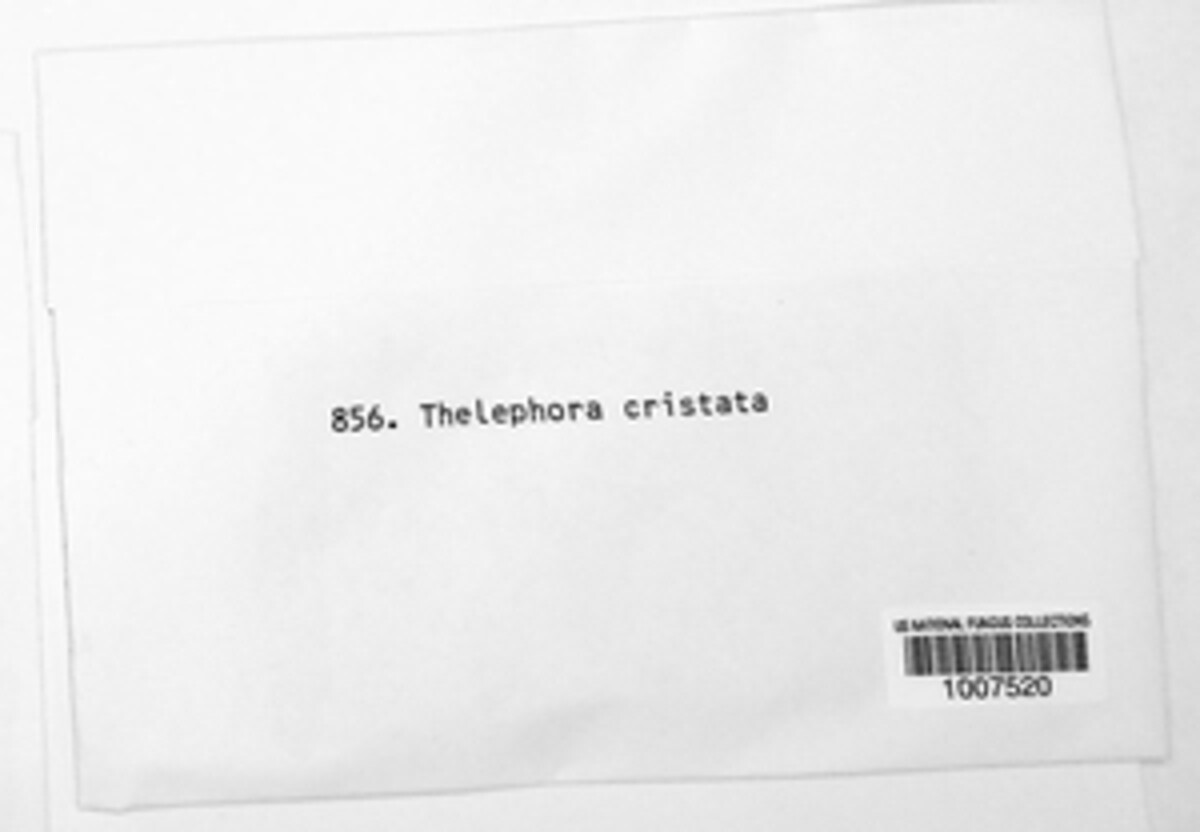 856. Thelephora cristata
US NATIONAL FUNGUS COLLECTIONS
1007520